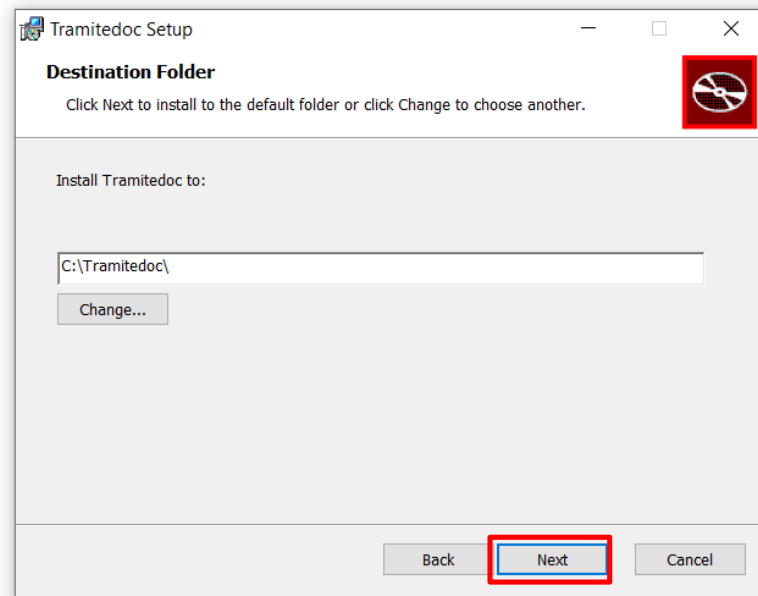 Tramitedoc Setup
Destination Folder
Click Next to install to the default folder or click Change to choose another.
Install Tramitedoc to:
C:\Tramitedoc\
Change...
Back Next Cancel